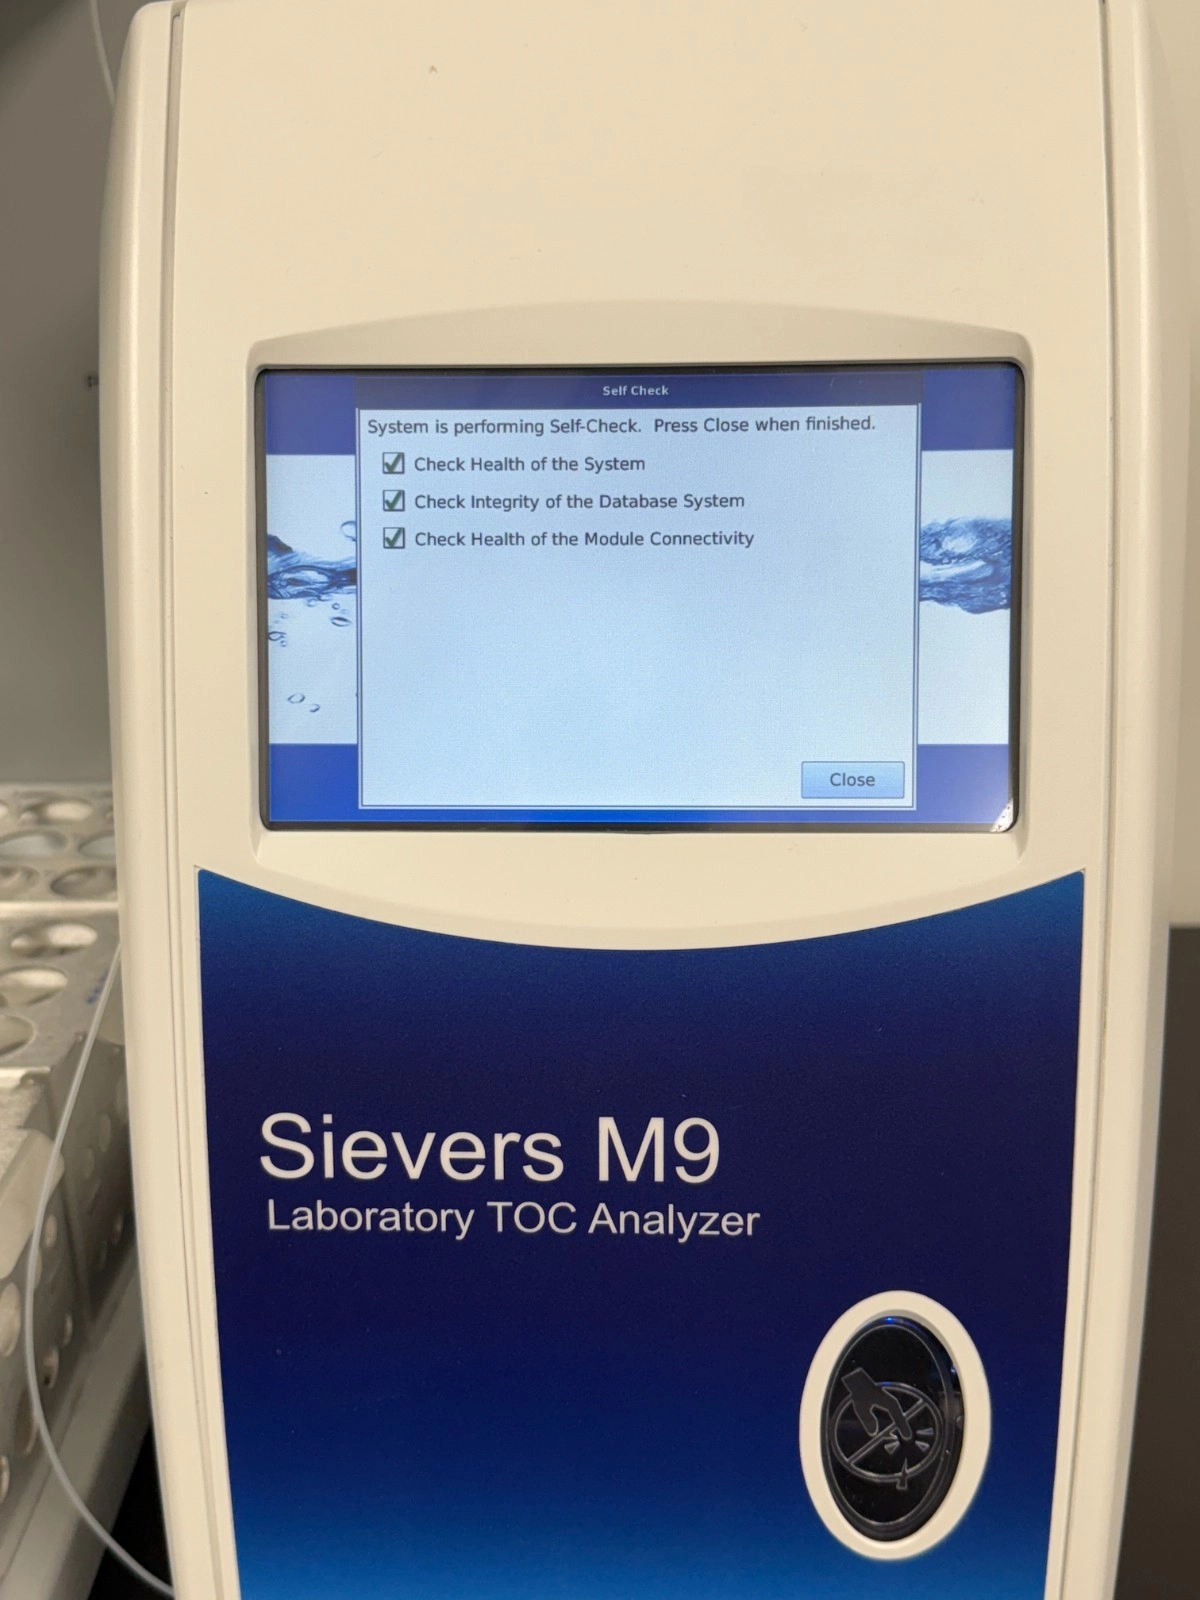 Self Check
System is performing Self-Check. Press Close when finished.
Check Health of the System
Check Integrity of the Database System
Check Health of the Module Connectivity
Close
Sievers M9
Laboratory TOC Analyzer